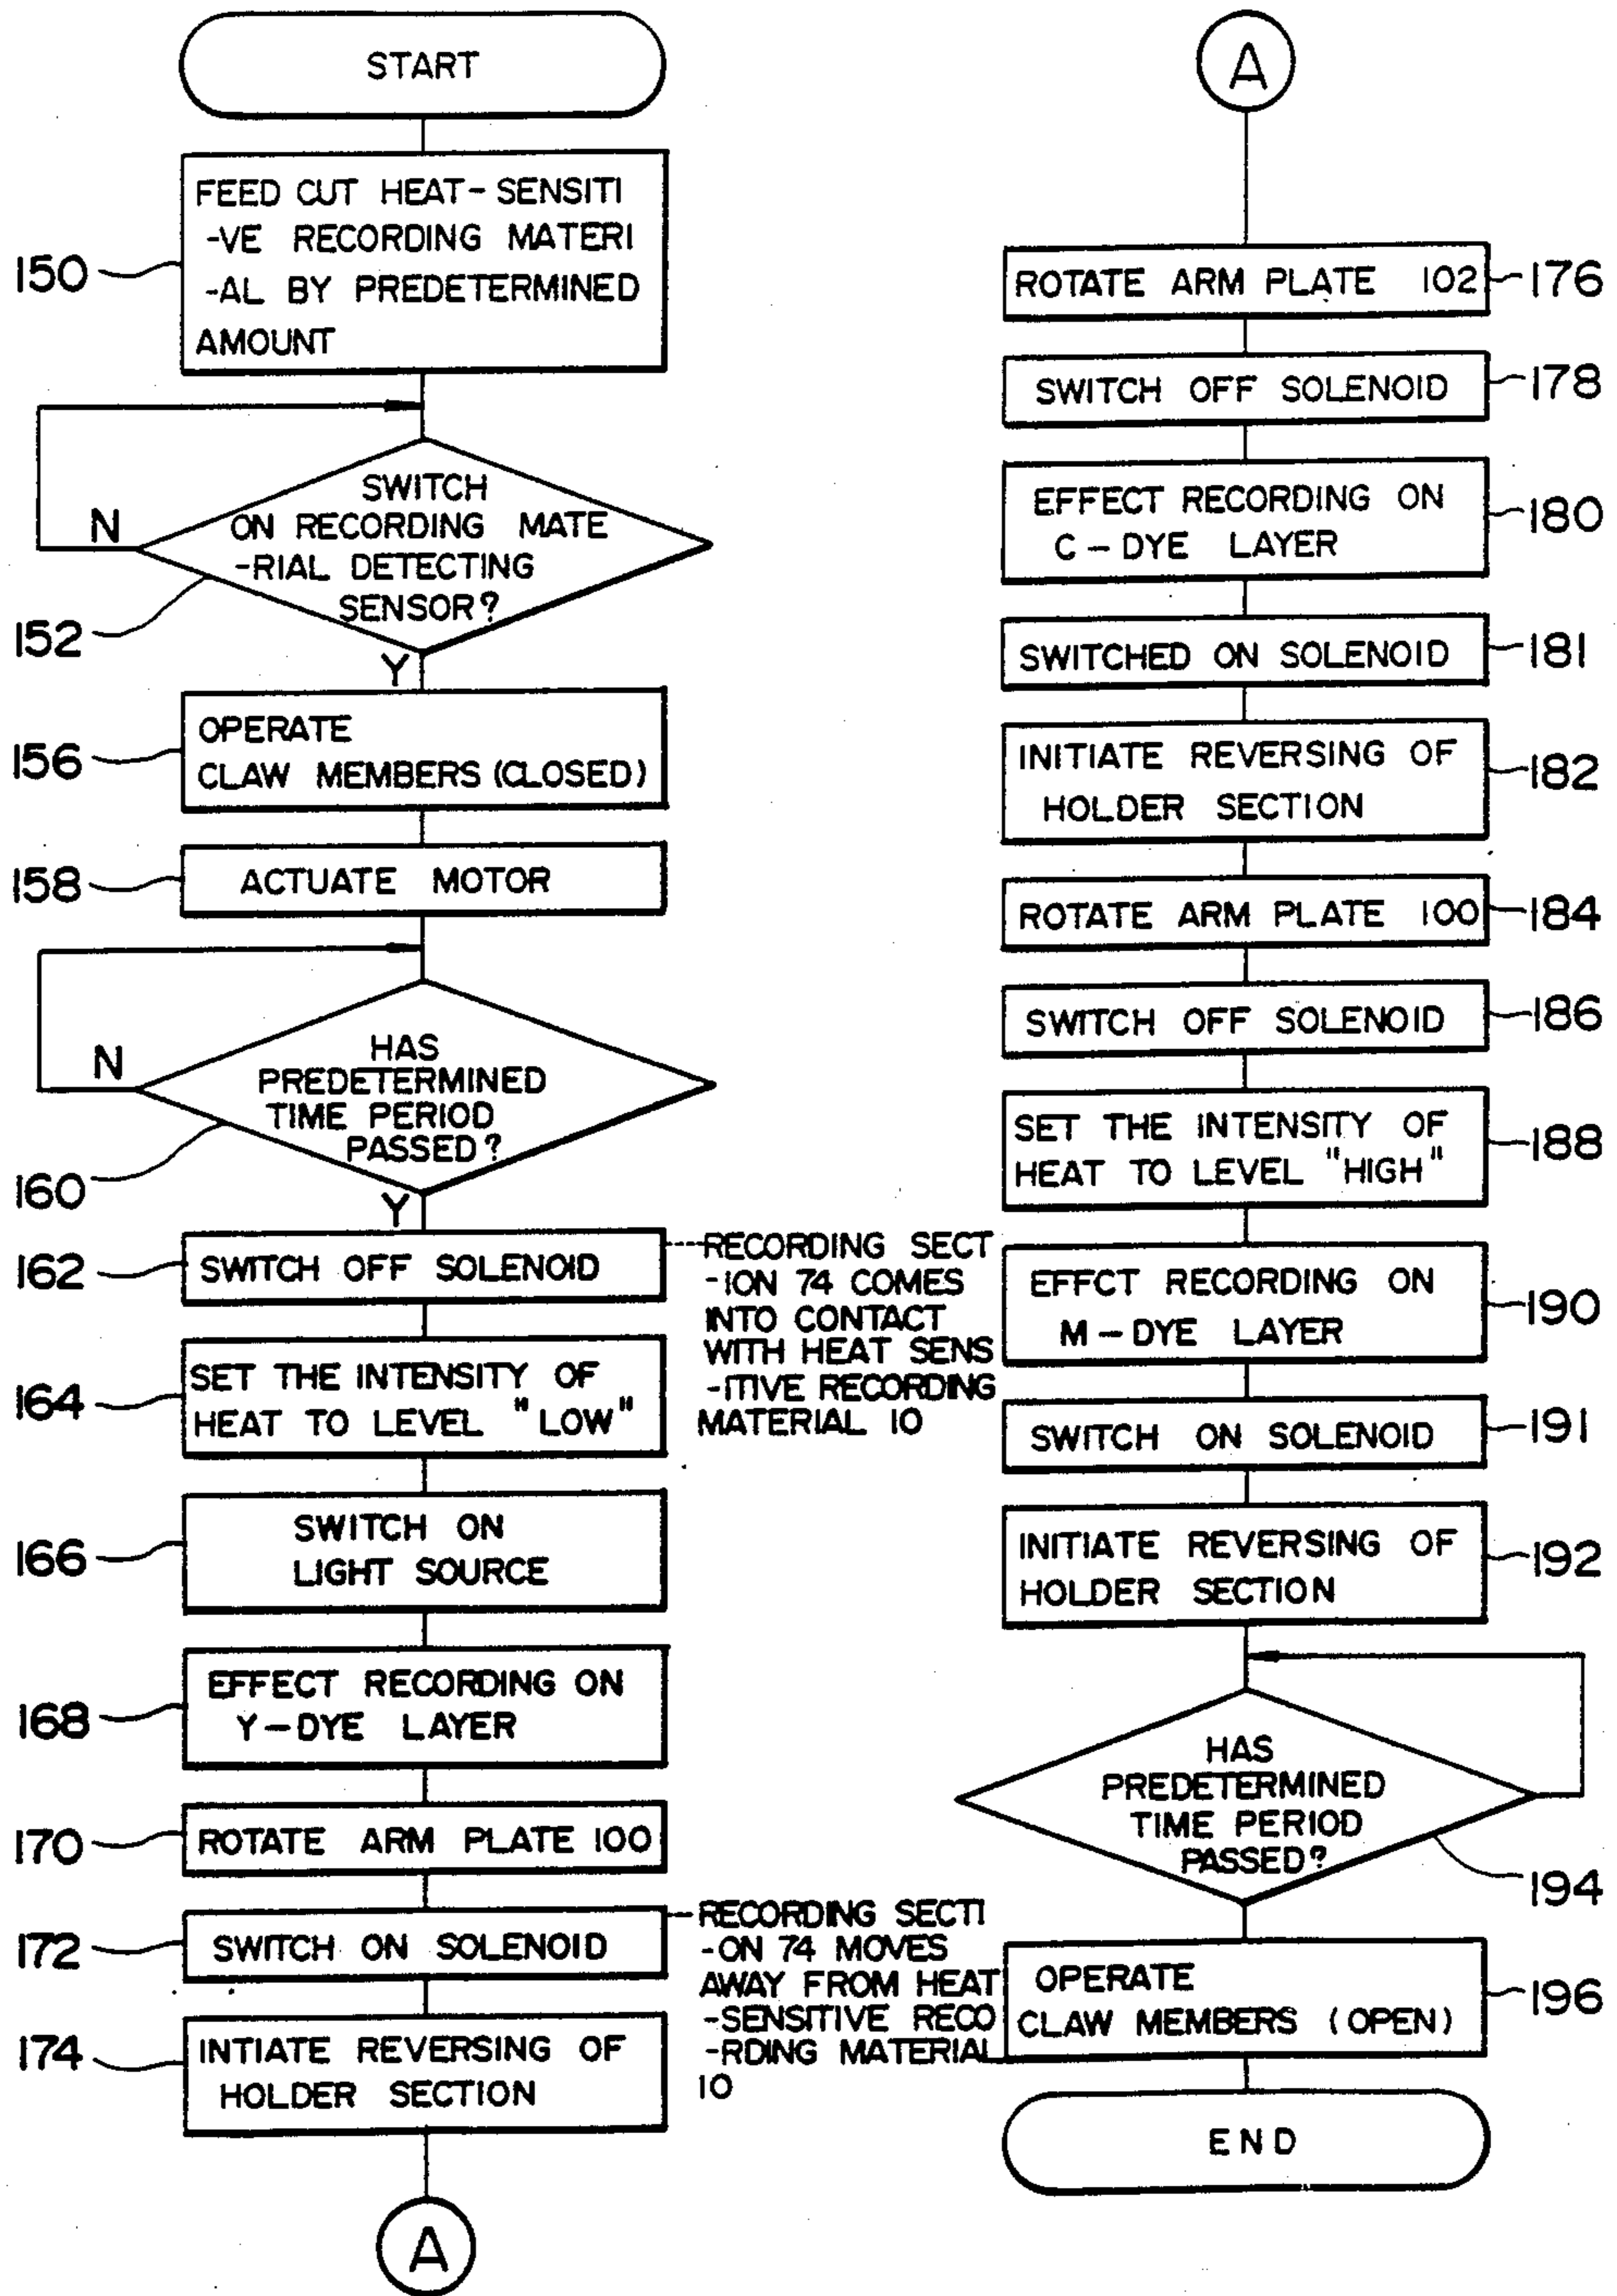 START
FEED CUT HEAT-SENSITI
-VE RECORDING MATERI
-AL BY PREDETERMINED
AMOUNT
150
SWITCH
ON RECORDING MATE
-RIAL DETECTING
SENSOR?
N
152
Y
OPERATE
CLAW MEMBERS (CLOSED)
156
ACTUATE MOTOR
158
HAS
PREDETERMINED
TIME PERIOD
PASSED?
N
160
Y
SWITCH OFF SOLENOID
162
RECORDING SECT
-ION 74 COMES
INTO CONTACT
WITH HEAT SENS
-ITIVE RECORDING
MATERIAL 10
SET THE INTENSITY OF
HEAT TO LEVEL "LOW"
164
SWITCH ON
LIGHT SOURCE
166
EFFECT RECORDING ON
Y-DYE LAYER
168
ROTATE ARM PLATE 100
170
SWITCH ON SOLENOID
172
RECORDING SECTI
-ON 74 MOVES
AWAY FROM HEAT
-SENSITIVE RECO
-RDING MATERIAL
10
INTIATE REVERSING OF
HOLDER SECTION
174
A
A
ROTATE ARM PLATE 102
176
SWITCH OFF SOLENOID
178
EFFECT RECORDING ON
C-DYE LAYER
180
SWITCHED ON SOLENOID
181
INITIATE REVERSING OF
HOLDER SECTION
182
ROTATE ARM PLATE 100
184
SWITCH OFF SOLENOID
186
SET THE INTENSITY OF
HEAT TO LEVEL "HIGH"
188
EFFCT RECORDING ON
M-DYE LAYER
190
SWITCH ON SOLENOID
191
INITIATE REVERSING OF
HOLDER SECTION
192
HAS
PREDETERMINED
TIME PERIOD
PASSED?
194
OPERATE
CLAW MEMBERS (OPEN)
196
END